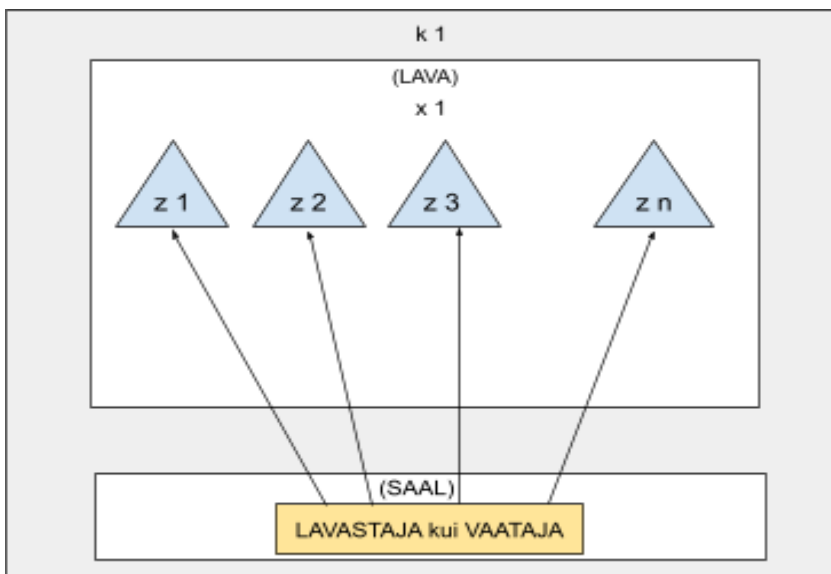 k 1
(LAVA)
x 1
z 1 z 2 z 3 z n
(SAAL)
LAVASTAJA kui VAATAJA